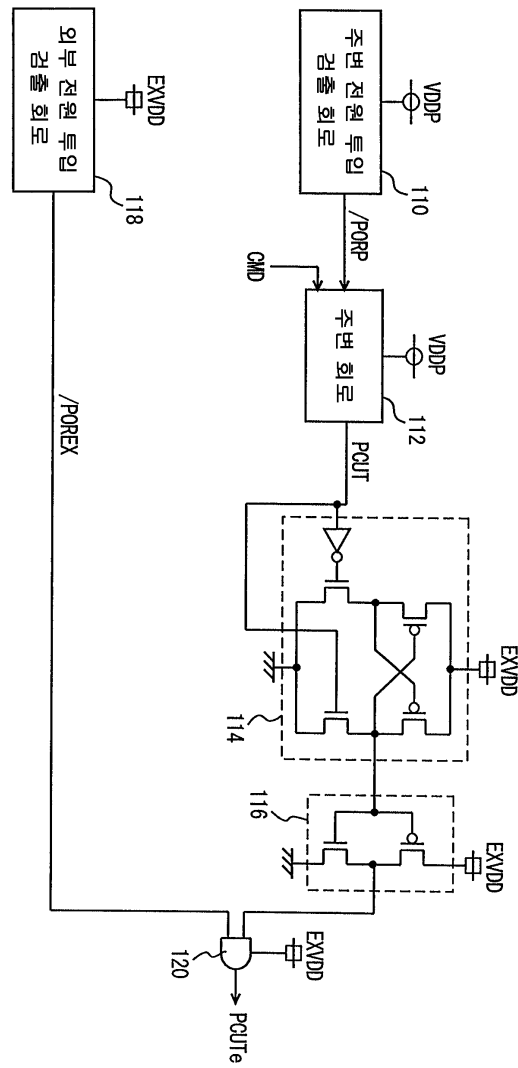 VDDP
주변 전원 투입
검출 회로
110
/PORP
CMD
VDDP
주변 회로
112
PCUT
EXVDD
114
EXVDD
116
EXVDD
외부 전원 투입
검출 회로
118
/POREX
EXVDD
120
PCUTe